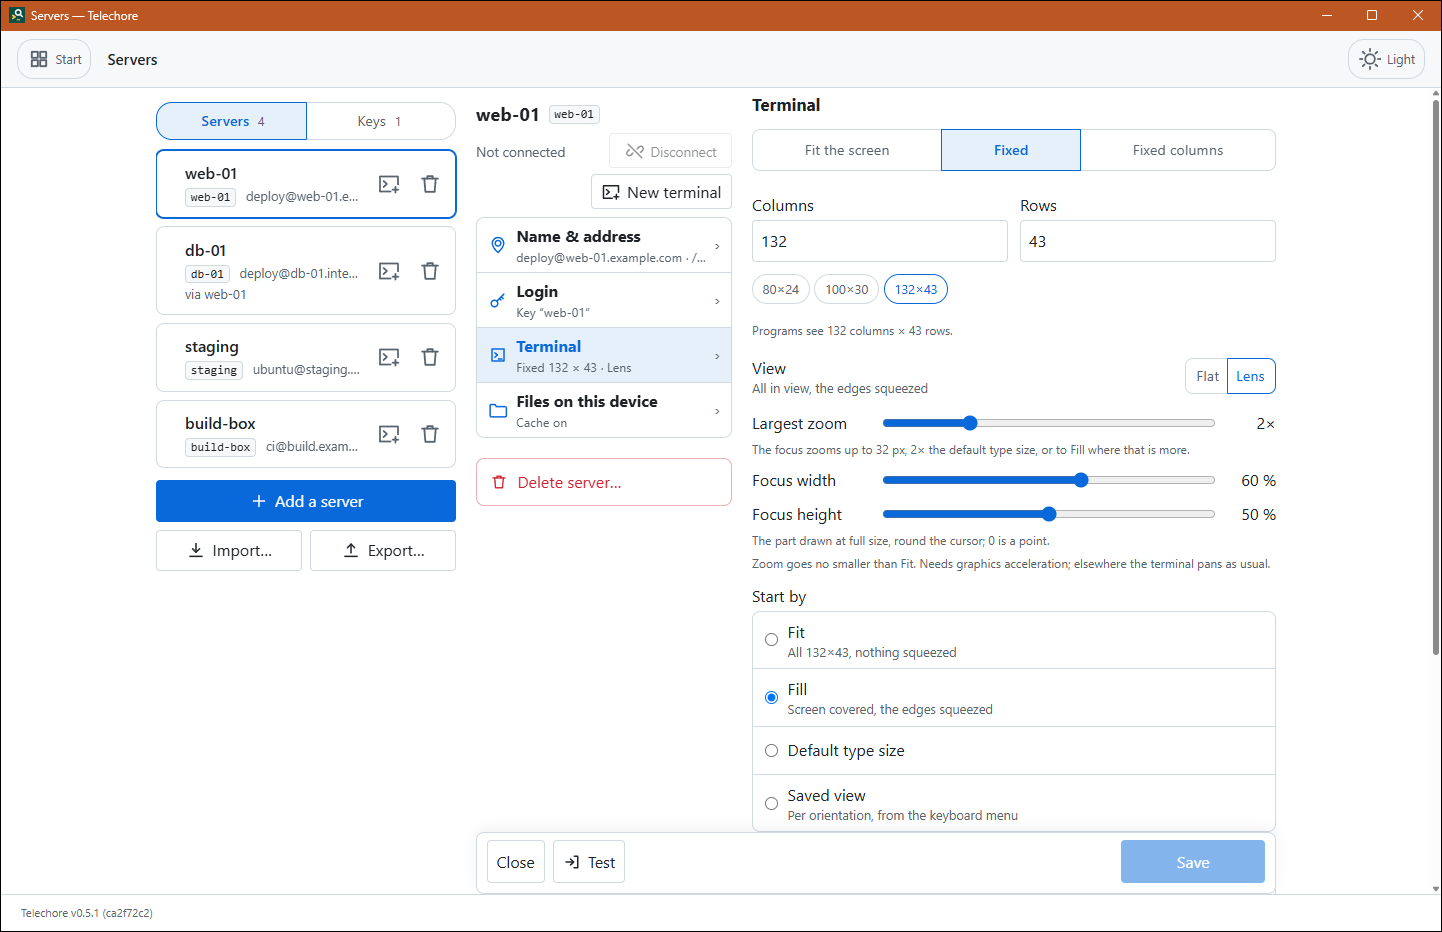 Servers — Telechore
Start
Servers
Light
Servers 4
Keys 1
web-01
web-01 deploy@web-01.e...
db-01
db-01 deploy@db-01.inte...
via web-01
staging
staging ubuntu@staging....
build-box
build-box ci@build.exam...
+ Add a server
Import...
Export...
web-01 web-01
Not connected
Disconnect
New terminal
Name & address
deploy@web-01.example.com · /...
Login
Key “web-01”
Terminal
Fixed 132 × 43 · Lens
Files on this device
Cache on
Delete server...
Terminal
Fit the screen
Fixed
Fixed columns
Columns
Rows
132
43
80×24
100×30
132×43
Programs see 132 columns × 43 rows.
View
All in view, the edges squeezed
Flat
Lens
Largest zoom
2×
The focus zooms up to 32 px, 2× the default type size, or to Fill where that is more.
Focus width
60 %
Focus height
50 %
The part drawn at full size, round the cursor; 0 is a point.
Zoom goes no smaller than Fit. Needs graphics acceleration; elsewhere the terminal pans as usual.
Start by
Fit
All 132×43, nothing squeezed
Fill
Screen covered, the edges squeezed
Default type size
Saved view
Per orientation, from the keyboard menu
Close
Test
Save
Telechore v0.5.1 (ca2f72c2)